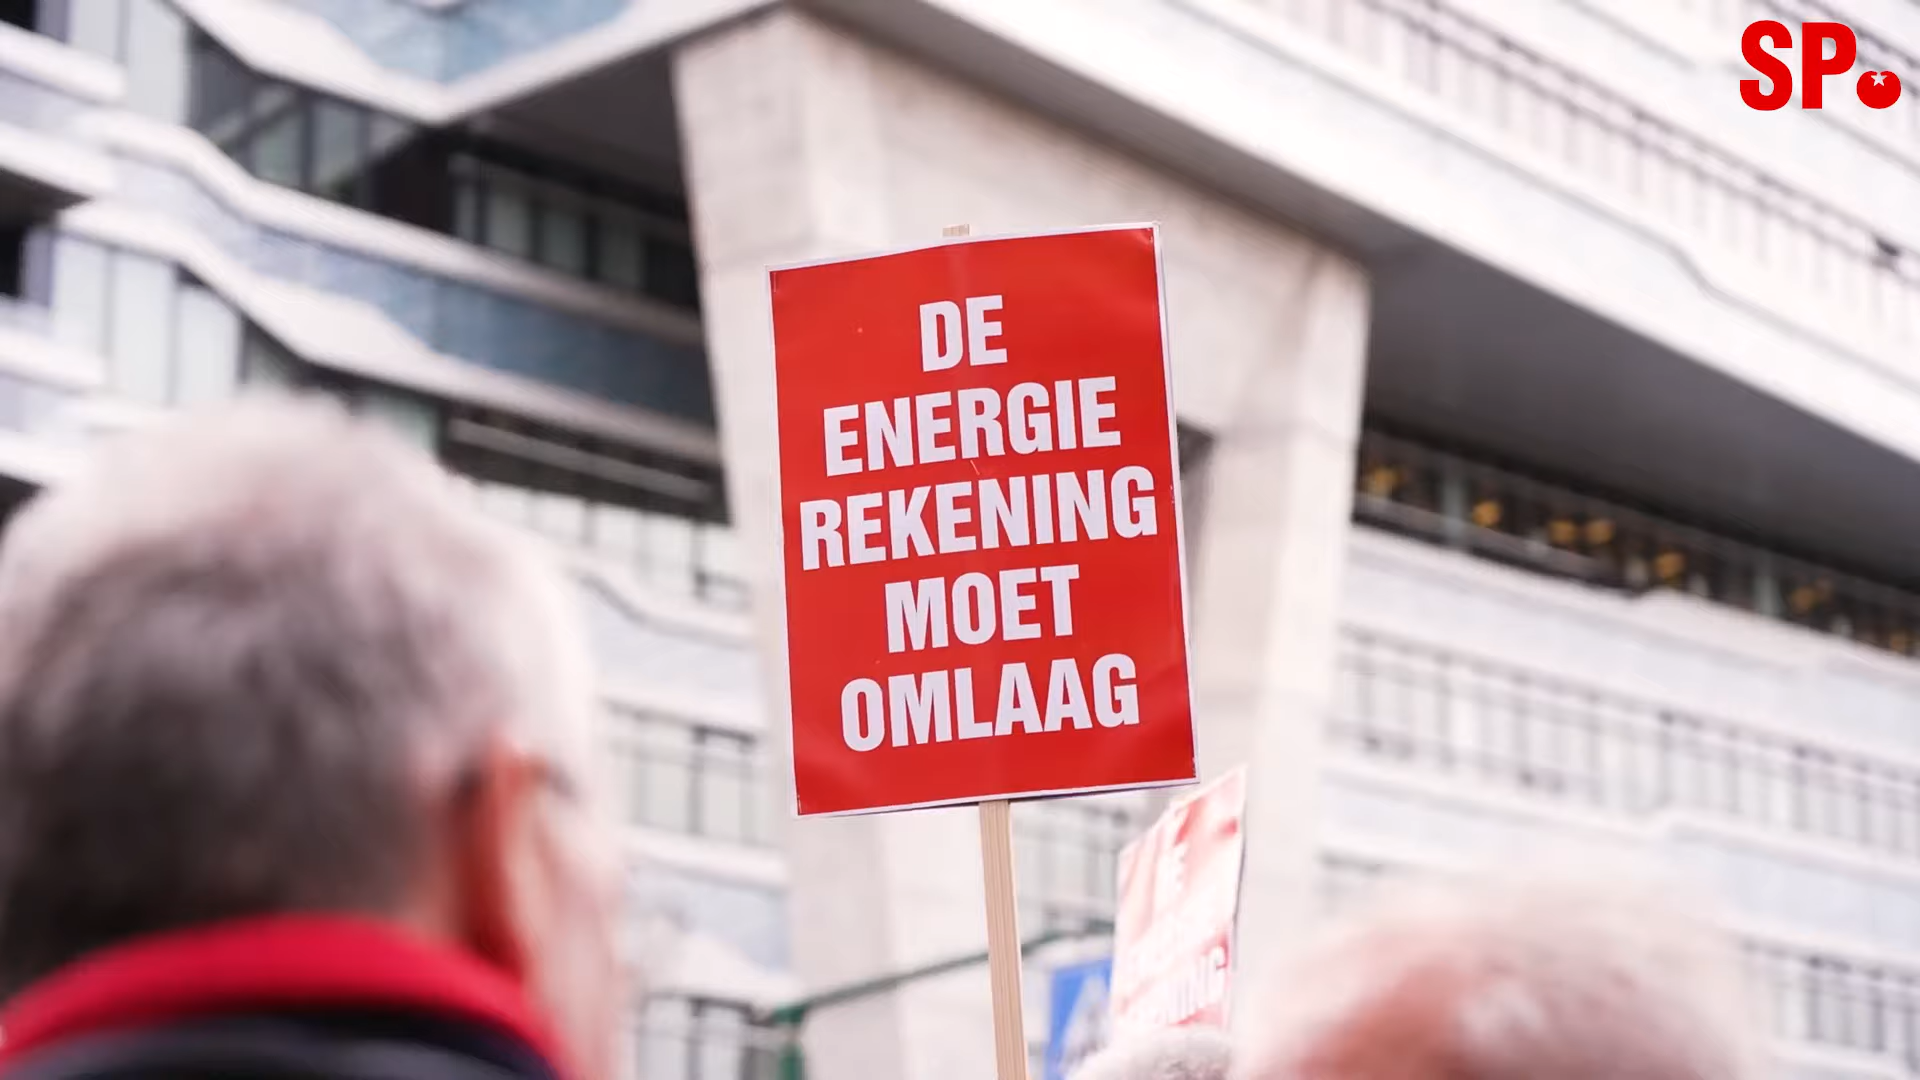 SP.
DE
ENERGIE
REKENING
MOET
OMLAAG